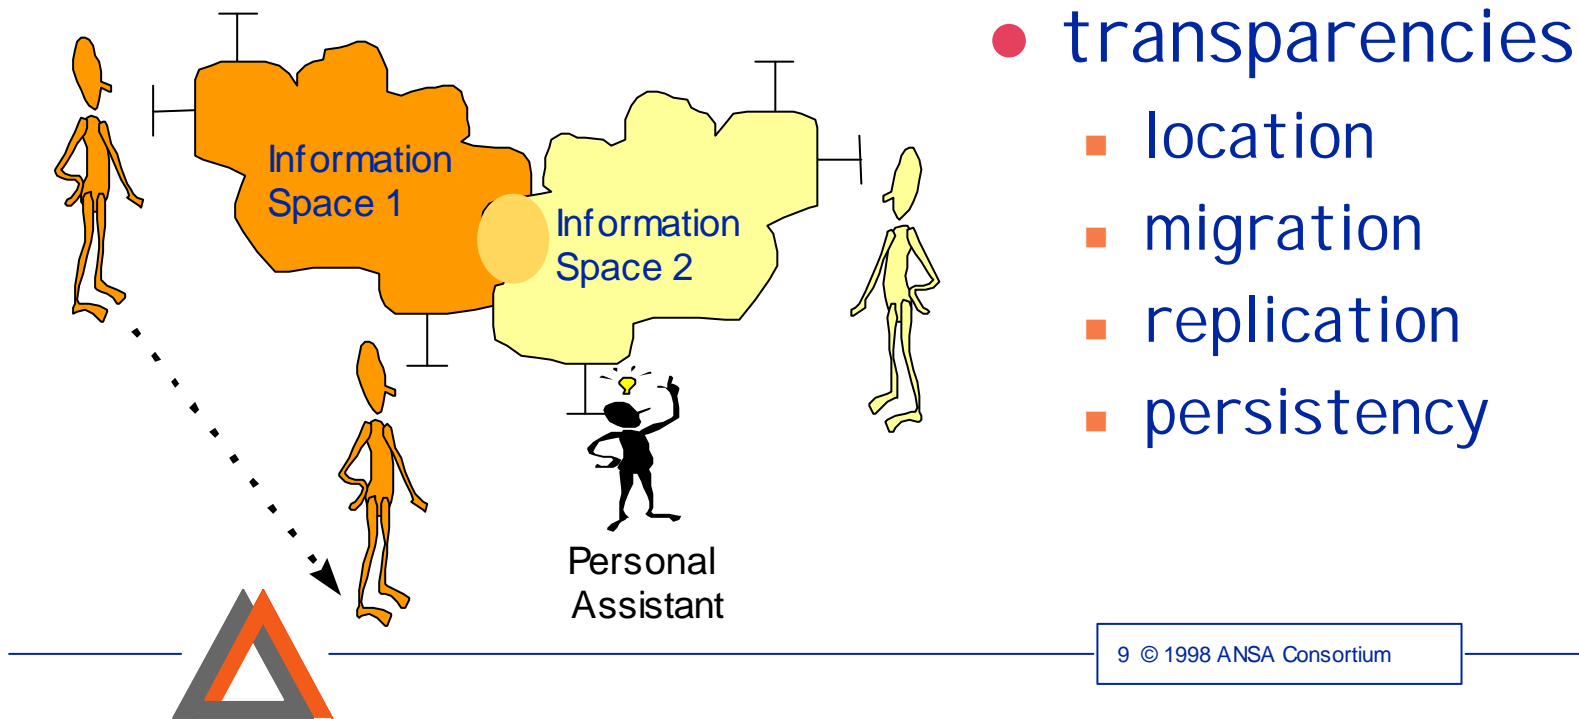 Information
Space 1
Information
Space 2
Personal
Assistant
transparencies
location
migration
replication
persistency
9 © 1998 ANSA Consortium